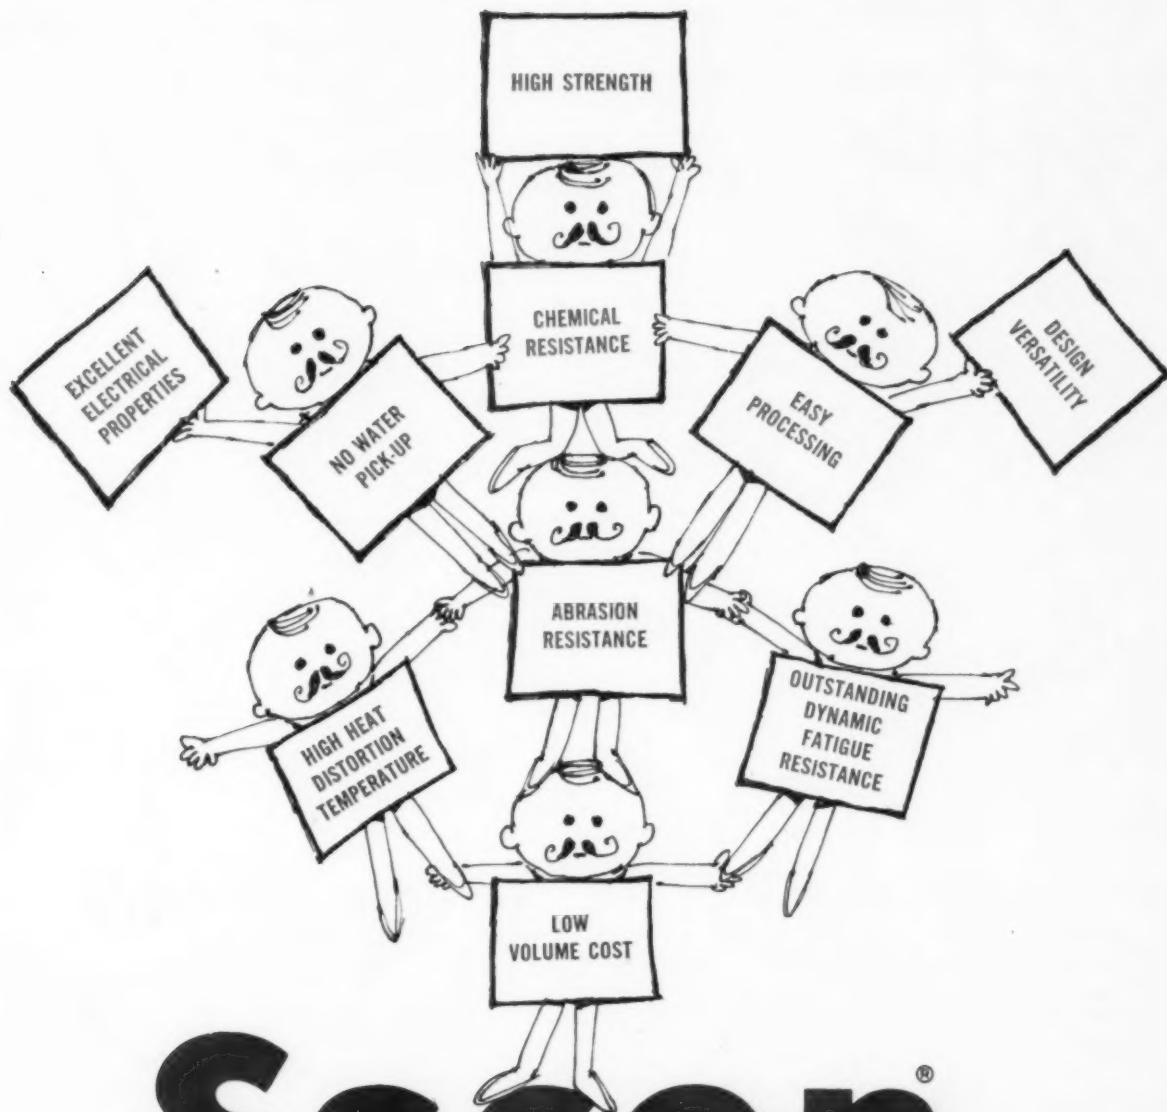 HIGH STRENGTH
EXCELLENT
ELECTRICAL
PROPERTIES
NO WATER
PICK-UP
CHEMICAL
RESISTANCE
EASY
PROCESSING
DESIGN
VERSATILITY
HIGH HEAT
DISTORTION
TEMPERATURE
ABRASION
RESISTANCE
OUTSTANDING
DYNAMIC
FATIGUE
RESISTANCE
LOW
VOLUME COST
®